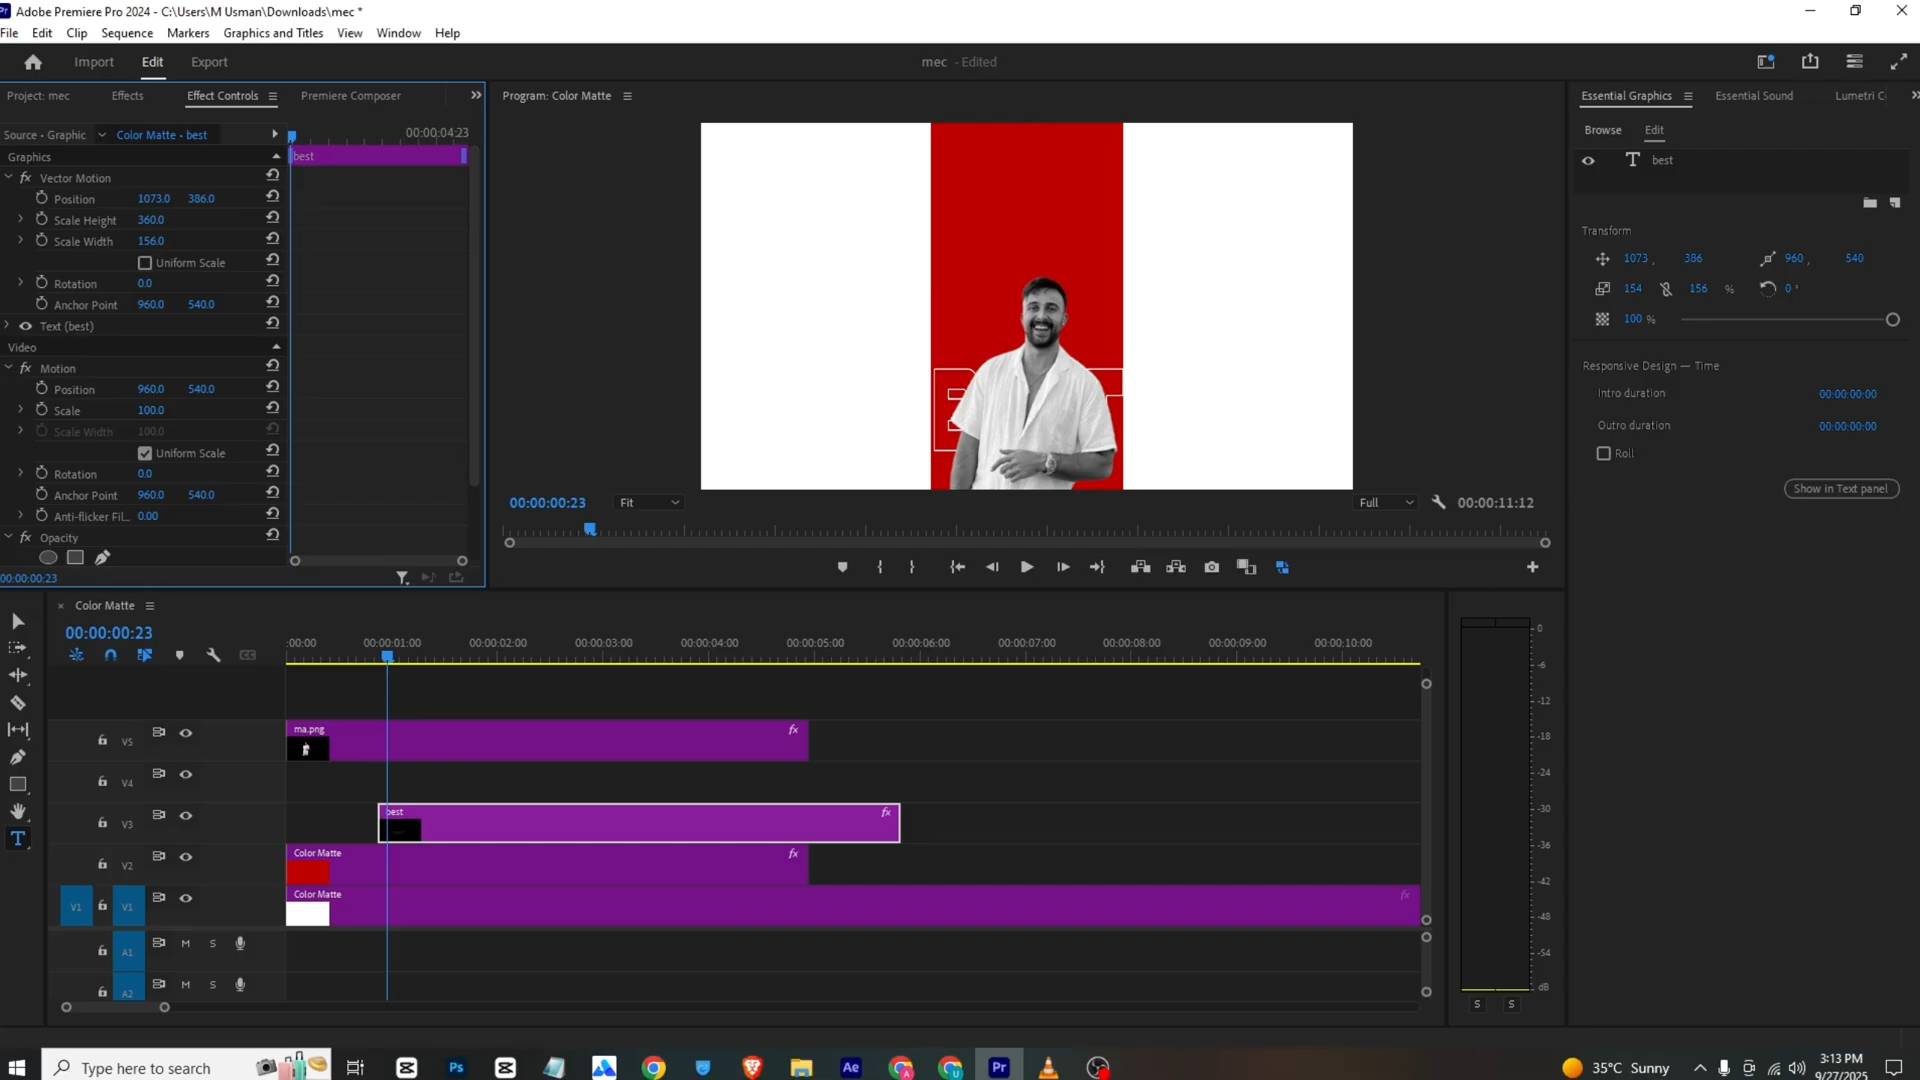 Adobe Premiere Pro 2024 - C:\Users\M Usman\Downloads\mec *
File Edit Clip Sequence Markers Graphics and Titles View Window Help
Import Edit Export
mec - Edited
Project: mec Effects Effect Controls Premiere Composer
Program: Color Matte
Essential Graphics Essential Sound Lumetri C
Source • Graphic Color Matte • best 00:00:04:23
Browse Edit
Graphics best
best
Vector Motion
Position 1073.0 386.0
Scale Height 360.0
Scale Width 156.0
Uniform Scale
Rotation 0.0
Anchor Point 960.0 540.0
Text (best)
Video
Motion
Position 960.0 540.0
Scale 100.0
Scale Width 100.0
Uniform Scale
Rotation 0.0
Anchor Point 960.0 540.0
Anti-flicker Fil... 0.00
Opacity
00:00:00:23
Transform
1073 , 386 960 , 540
154 156 % 0 °
100 %
Responsive Design — Time
Intro duration 00:00:00:00
Outro duration 00:00:00:00
Roll
Show in Text panel
00:00:00:23 Fit Full 00:00:11:12
Color Matte
00:00:00:23
:00:00 00:00:01:00 00:00:02:00 00:00:03:00 00:00:04:00 00:00:05:00 00:00:06:00 00:00:07:00 00:00:08:00 00:00:09:00 00:00:10:00
V5 ma.png fx
V4
V3 best fx
V2 Color Matte fx
V1 V1 Color Matte fx
A1 M S
A2 M S
0
-6
-12
-18
-24
-30
-36
-42
-48
-54
dB
S S
Type here to search
Ps Ae Pr
35°C Sunny
3:13 PM
9/27/2025